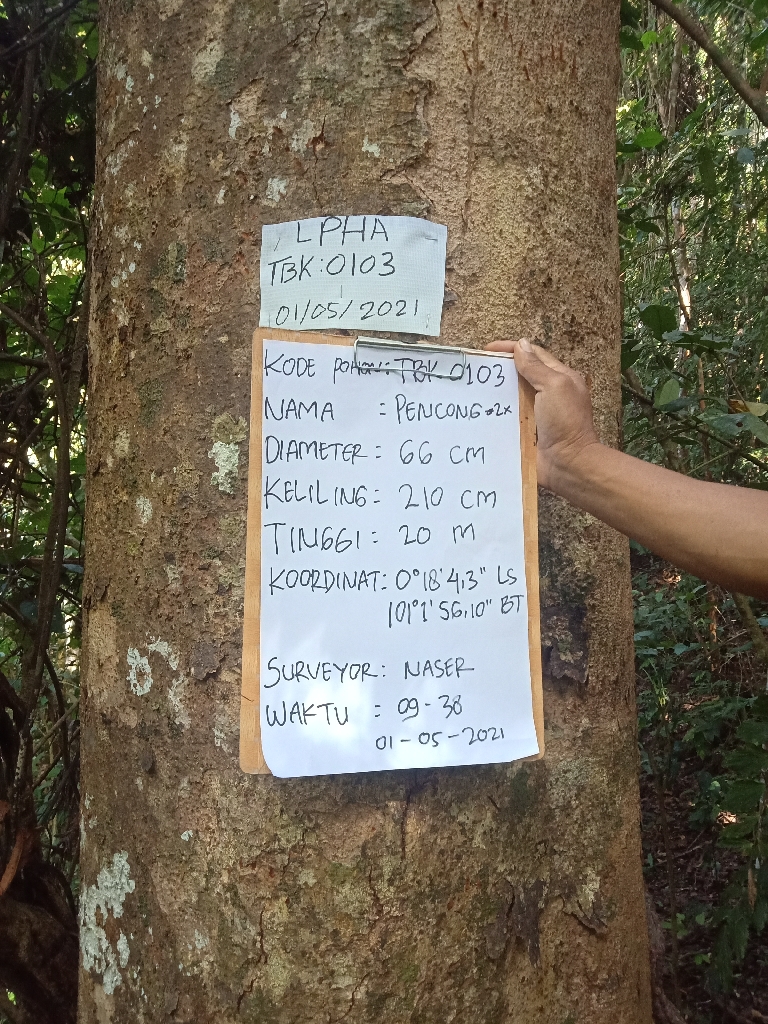 LPHA
TBK:0103
01/05/2021
KODE POHON: TBK 0103
NAMA = PENCONG
DIAMETER = 66 CM
KELILING = 210 CM
TINGGI : 20 M
KOORDINAT: 0°18'4,3" LS
101°1'56,10" BT
SURVEYOR: NASER
WAKTU = 09-38
01-05-2021